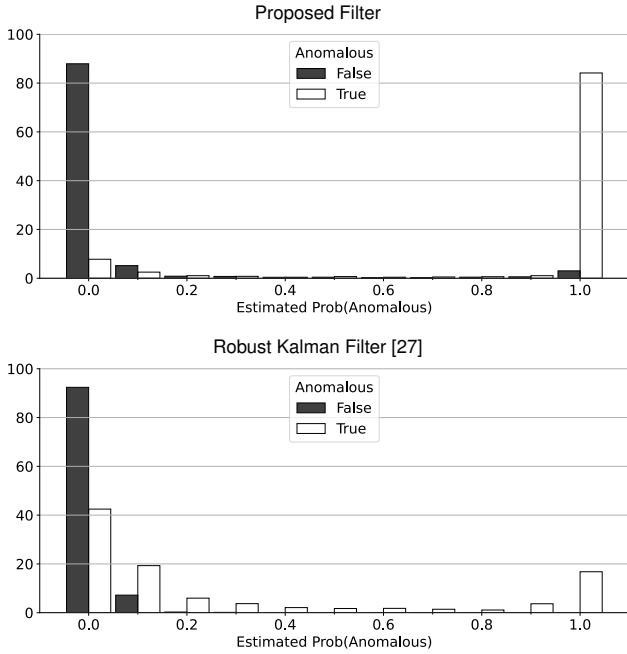 Proposed Filter
100
80
60
40
20
0
Anomalous
False
True
0.0 0.2 0.4 0.6 0.8 1.0
Estimated Prob(Anomalous)
Robust Kalman Filter [27]
100
80
60
40
20
0
Anomalous
False
True
0.0 0.2 0.4 0.6 0.8 1.0
Estimated Prob(Anomalous)